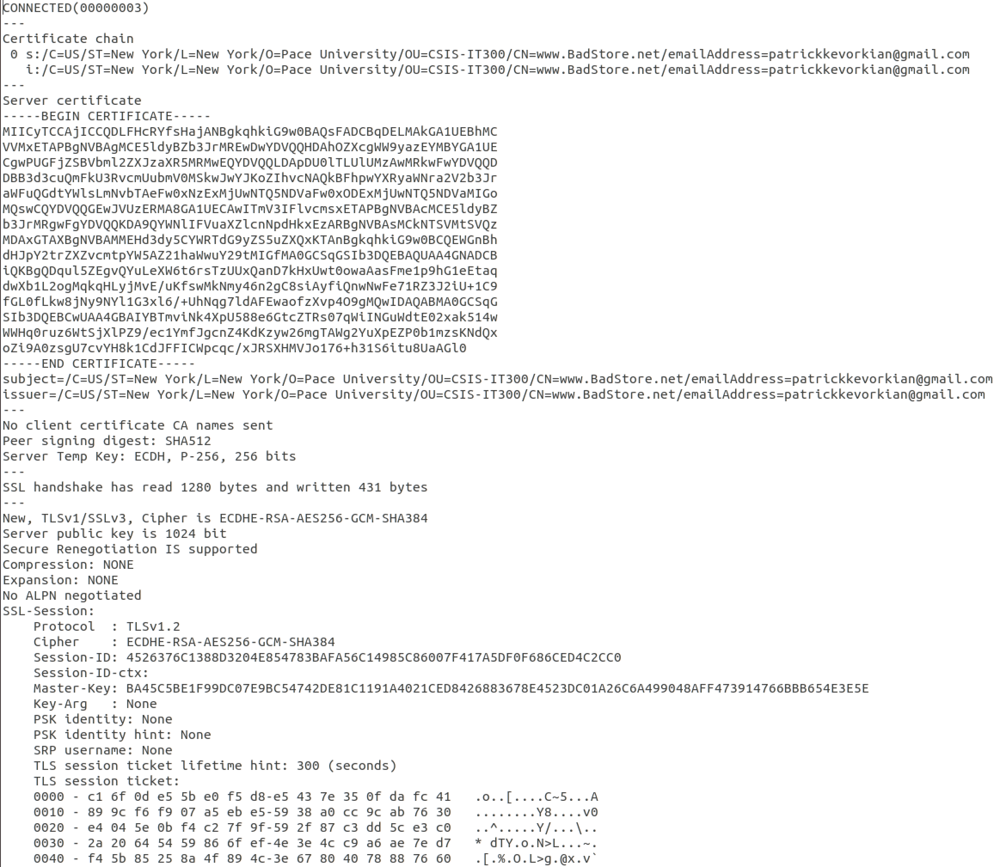 CONNECTED(00000003)
---
Certificate chain
 0 s:/C=US/ST=New York/L=New York/O=Pace University/OU=CSIS-IT300/CN=www.BadStore.net/emailAddress=patrickkevorkian@gmail.com
   i:/C=US/ST=New York/L=New York/O=Pace University/OU=CSIS-IT300/CN=www.BadStore.net/emailAddress=patrickkevorkian@gmail.com
---
Server certificate
-----BEGIN CERTIFICATE-----
MIICyTCCAjICCQDLFHcRYfsHajANBgkqhkiG9w0BAQsFADCBqDELMAkGA1UEBhMC
VVMxETAPBgNVBAgMCE5ldyBZb3JrMREwDwYDVQQHDAhOZXcgWW9yazEYMBYGA1UE
CgwPUGFjZSBVbml2ZXJzaXR5MRMwEQYDVQQLDApDU0lTLUlUMzAwMRkwFwYDVQQD
DBB3d3cuQmFkU3RvcmUubmV0MSkwJwYJKoZIhvcNAQkBFhpwYXRyaWNra2V2b3Jr
aWFuQGdtYWlsLmNvbTAeFw0xNzExMjUwNTQ5NDVaFw0xODExMjUwNTQ5NDVaMIGo
MQswCQYDVQQGEwJVUzERMA8GA1UECAwITmV3IFlvcmsxETAPBgNVBAcMCE5ldyBZ
b3JrMRgwFgYDVQQKDA9QYWNlIFVuaXZlcnNpdHkxEzARBgNVBAsMCkNTSVMtSVQz
MDAxGTAXBgNVBAMMEHd3dy5CYWRTdG9yZS5uZXQxKTAnBgkqhkiG9w0BCQEWGnBh
dHJpY2trZXZvcmtpYW5AZ21haWwuY29tMIGfMA0GCSqGSIb3DQEBAQUAA4GNADCB
iQKBgQDqul5ZEgvQYuLeXW6t6rsTzUUxQanD7kHxUwt0owaAasFme1p9hG1eEtaq
dwXb1L2ogMqkqHLyjMvE/uKfswMkNmy46n2gC8siAyfiQnwNwFe71RZ3J2iU+1C9
fGL0fLkw8jNy9NYl1G3xl6/+UhNqg7ldAFEwaofzXvp4O9gMQwIDAQABMA0GCSqG
SIb3DQEBCwUAA4GBAIYBTmviNk4XpU588e6GtcZTRs07qWiINGuWdtE02xak514w
WWHq0ruz6WtSjXlPZ9/ec1YmfJgcnZ4KdKzyw26mgTAWg2YuXpEZP0b1mzsKNdQx
oZi9A0zsgU7cvYH8k1CdJFFICWpcqc/xJRSXHMVJo176+h31S6itu8UaAGl0
-----END CERTIFICATE-----
subject=/C=US/ST=New York/L=New York/O=Pace University/OU=CSIS-IT300/CN=www.BadStore.net/emailAddress=patrickkevorkian@gmail.com
issuer=/C=US/ST=New York/L=New York/O=Pace University/OU=CSIS-IT300/CN=www.BadStore.net/emailAddress=patrickkevorkian@gmail.com
---
No client certificate CA names sent
Peer signing digest: SHA512
Server Temp Key: ECDH, P-256, 256 bits
---
SSL handshake has read 1280 bytes and written 431 bytes
---
New, TLSv1/SSLv3, Cipher is ECDHE-RSA-AES256-GCM-SHA384
Server public key is 1024 bit
Secure Renegotiation IS supported
Compression: NONE
Expansion: NONE
No ALPN negotiated
SSL-Session:
    Protocol  : TLSv1.2
    Cipher    : ECDHE-RSA-AES256-GCM-SHA384
    Session-ID: 4526376C1388D3204E854783BAFA56C14985C86007F417A5DF0F686CED4C2CC0
    Session-ID-ctx:
    Master-Key: BA45C5BE1F99DC07E9BC54742DE81C1191A4021CED8426883678E4523DC01A26C6A499048AFF473914766BBB654E3E5E
    Key-Arg   : None
    PSK identity: None
    PSK identity hint: None
    SRP username: None
    TLS session ticket lifetime hint: 300 (seconds)
    TLS session ticket:
    0000 - c1 6f 0d e5 5b e0 f5 d8-e5 43 7e 35 0f da fc 41   .o..[....C~5...A
    0010 - 89 9c f6 f9 07 a5 eb e5-59 38 a0 cc 9c ab 76 30   ........Y8....v0
    0020 - e4 04 5e 0b f4 c2 7f 9f-59 2f 87 c3 dd 5c e3 c0   ..^.....Y/...\..
    0030 - 2a 20 64 54 59 86 6f ef-4e 3e 4c c9 a6 ae 7e d7   * dTY.o.N>L...~.
    0040 - f4 5b 85 25 8a 4f 89 4c-3e 67 80 40 78 88 76 60   .[.%.O.L>g.@x.v`